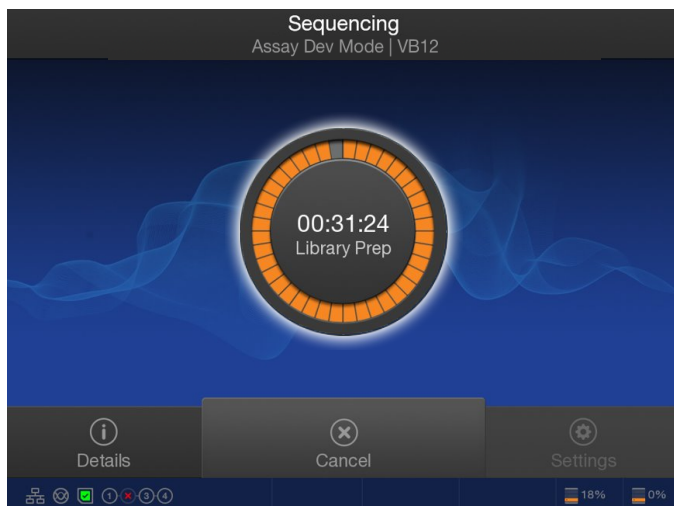 Sequencing
Assay Dev Mode | VB12
00:31:24
Library Prep
Details
Cancel
Settings
1 3 4
18%
0%